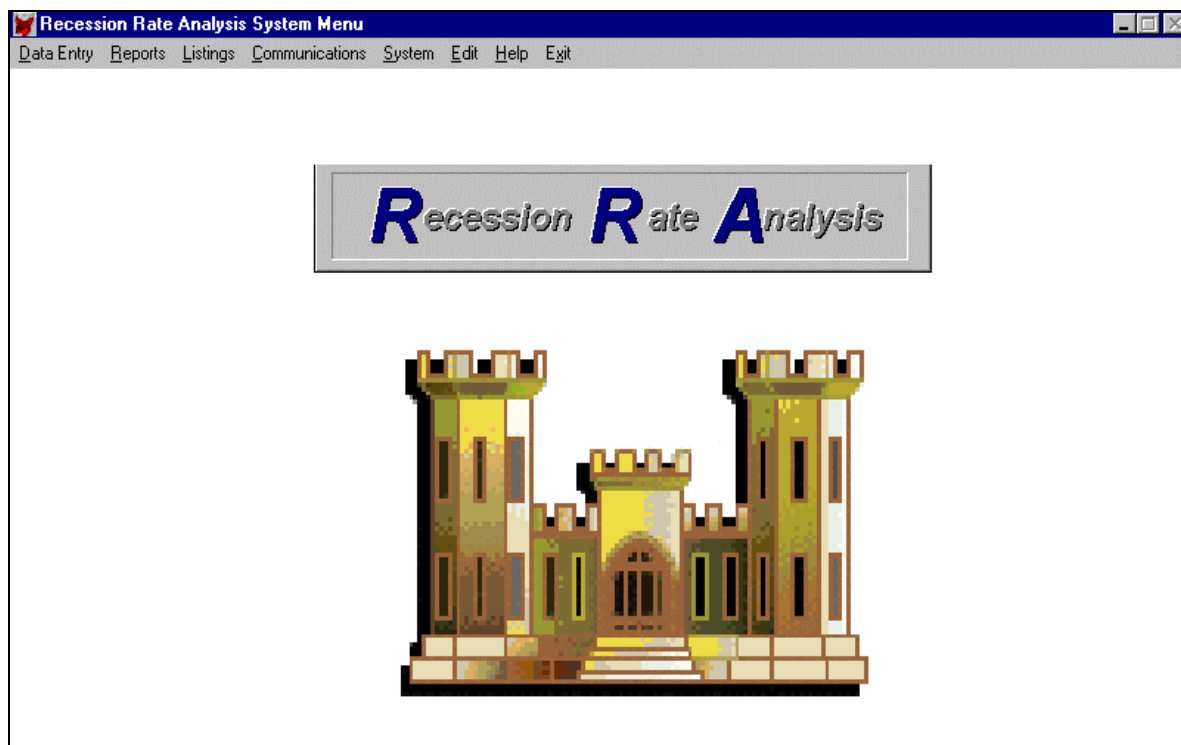 Recession Rate Analysis System Menu
Data Entry Reports Listings Communications System Edit Help Exit
Recession Rate Analysis